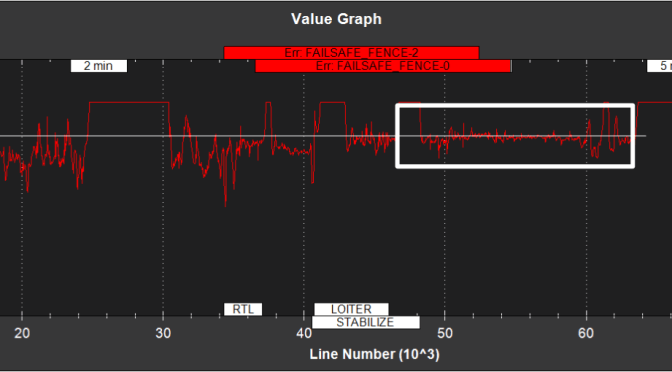 Value Graph
Err: FAILSAFE_FENCE-2
2 min
Err: FAILSAFE_FENCE-0
5
RTL
LOITER
STABILIZE
20
30
40
50
60
Line Number (10^3)